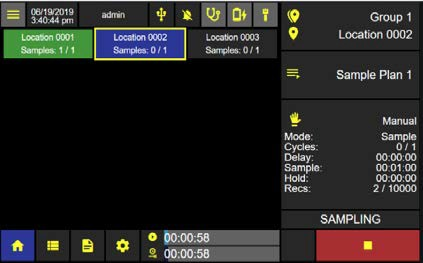 06/19/2019
3:40:44 pm
admin
Group 1
Location 0002
Location 0001
Samples: 1 / 1
Location 0002
Samples: 0 / 1
Location 0003
Samples: 0 / 1
Sample Plan 1
Manual
Mode: Sample
Cycles: 0 / 1
Delay: 00:00:00
Sample: 00:01:00
Hold: 00:00:00
Recs: 2 / 10000
SAMPLING
00:00:58
00:00:58